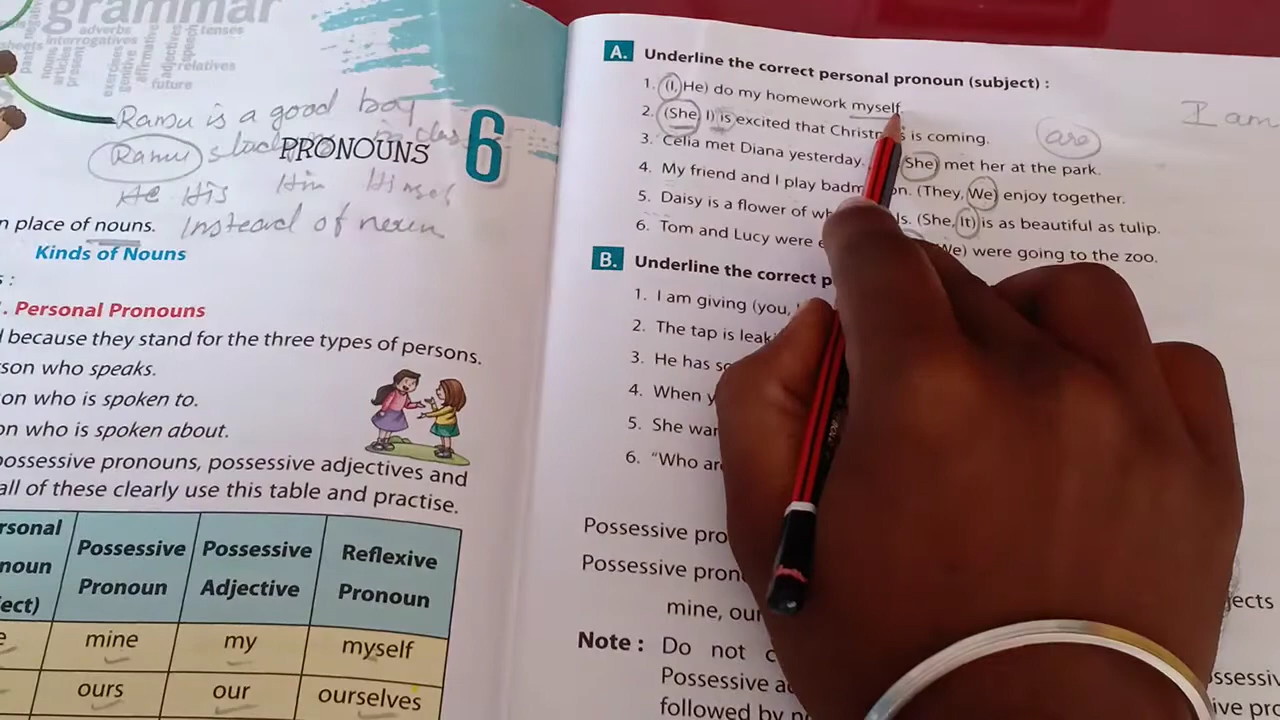 grammar
adverbs
tenses
interrogatives
affirmative
adjectives
speech
nouns
articles
present
exercises
genitive
relatives
future
Ramu is a good boy
Ramu
PRONOUNS
6
He His Him Himself
n place of nouns.
Instead of noun
Kinds of Nouns
s :
. Personal Pronouns
d because they stand for the three types of persons.
son who speaks.
on who is spoken to.
on who is spoken about.
possessive pronouns, possessive adjectives and
all of these clearly use this table and practise.
rsonal
noun
ect)
Possessive Pronoun
Possessive Adjective
Reflexive Pronoun
e mine my myself
ours our ourselves
A. Underline the correct personal pronoun (subject) :
1. (I, He) do my homework myself.
2. (She, I) is excited that Christm s is coming.
3. Celia met Diana yesterday. She) met her at the park.
4. My friend and I play badm on. (They, We) enjoy together.
5. Daisy is a flower of wh ls. (She, It) is as beautiful as tulip.
6. Tom and Lucy were e We) were going to the zoo.
are
I am
B. Underline the correct p
1. I am giving (you,
2. The tap is leak
3. He has so
4. When y
5. She war
6. "Who ar
Possessive pro
Possessive pron
jects
mine, our
Note : Do not c
ssessiv
Possessive a
ive pro
followed by n